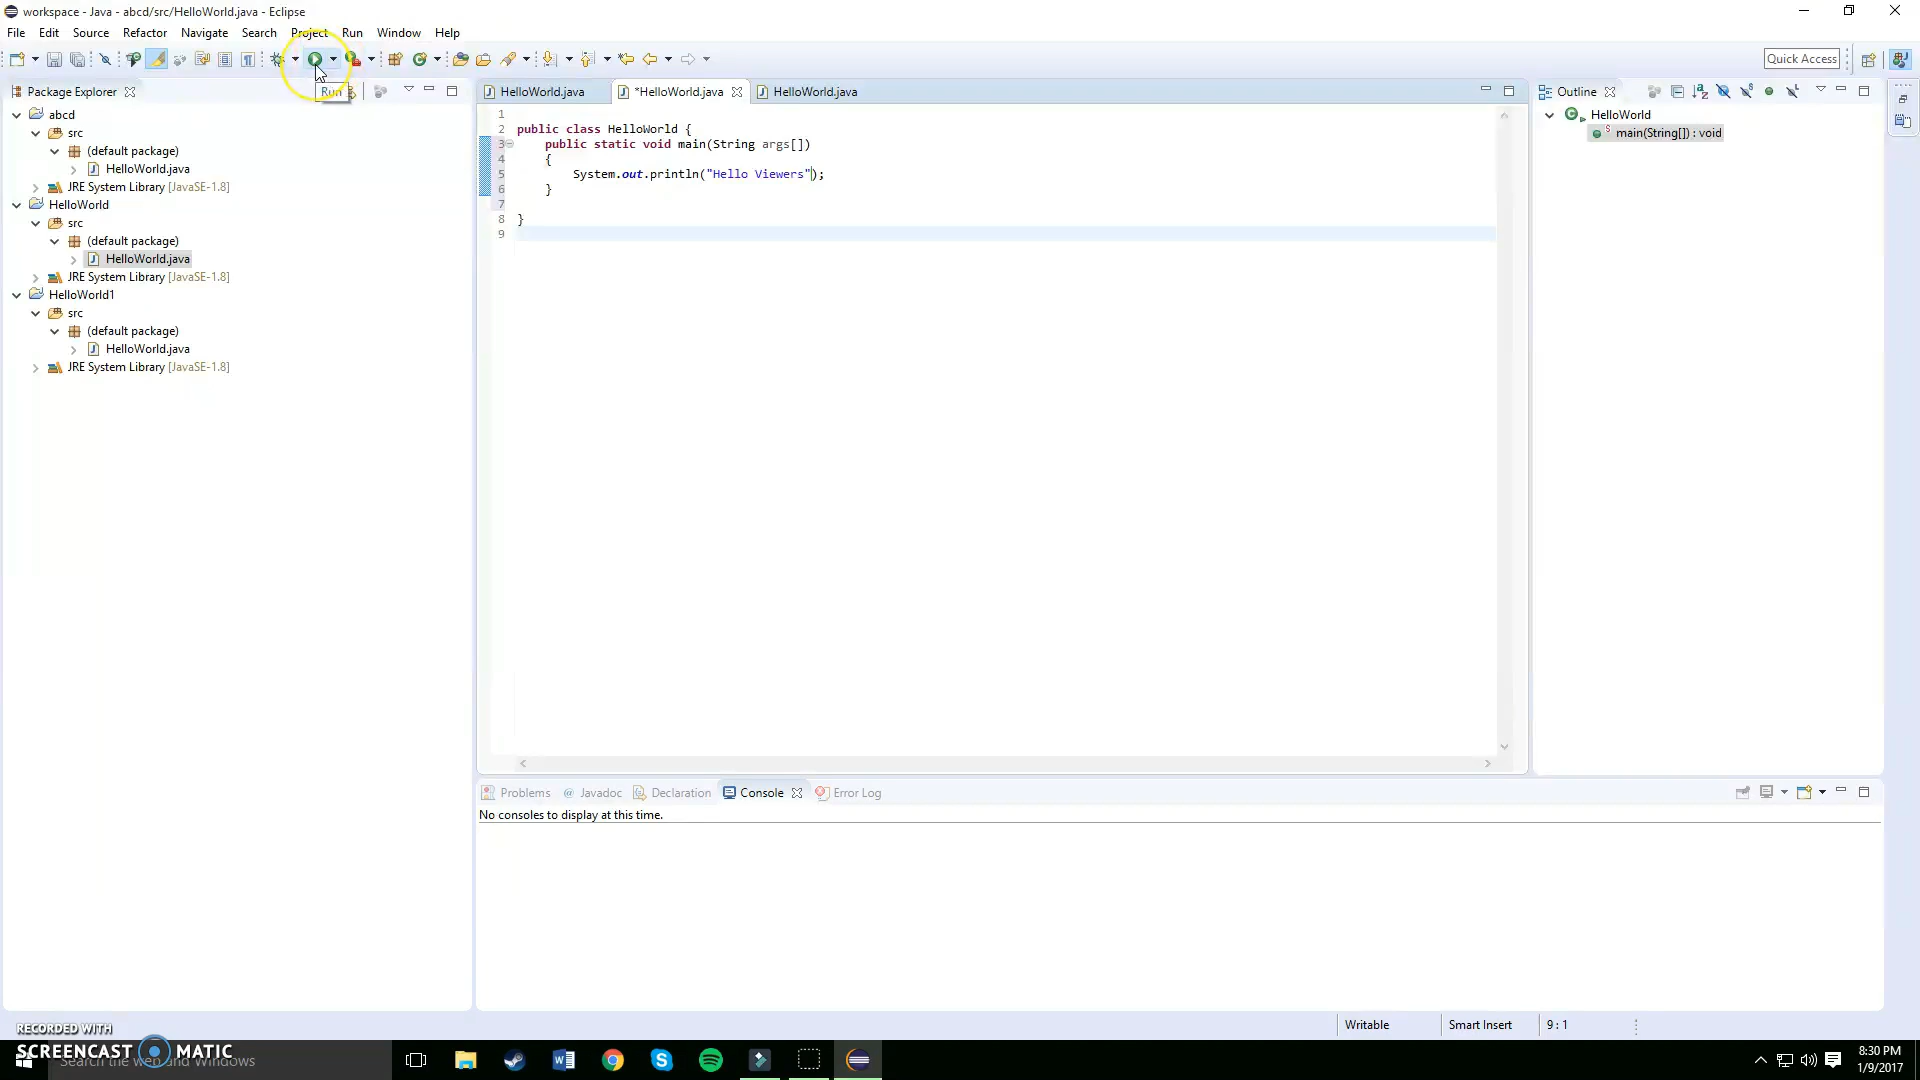 workspace - Java - abcd/src/HelloWorld.java - Eclipse
File Edit Source Refactor Navigate Search Project Run Window Help
Quick Access
Run
Package Explorer
abcd
src
(default package)
HelloWorld.java
JRE System Library [JavaSE-1.8]
HelloWorld
src
(default package)
HelloWorld.java
JRE System Library [JavaSE-1.8]
HelloWorld1
src
(default package)
HelloWorld.java
JRE System Library [JavaSE-1.8]
HelloWorld.java *HelloWorld.java HelloWorld.java
1
2 public class HelloWorld {
3 public static void main(String args[])
4 {
5 System.out.println("Hello Viewers");
6 }
7
8 }
9
Outline
HelloWorld
main(String[]) : void
Problems Javadoc Declaration Console Error Log
No consoles to display at this time.
Writable Smart Insert 9 : 1
RECORDED WITH
SCREENCAST MATIC
Search the web and Windows
8:30 PM
1/9/2017